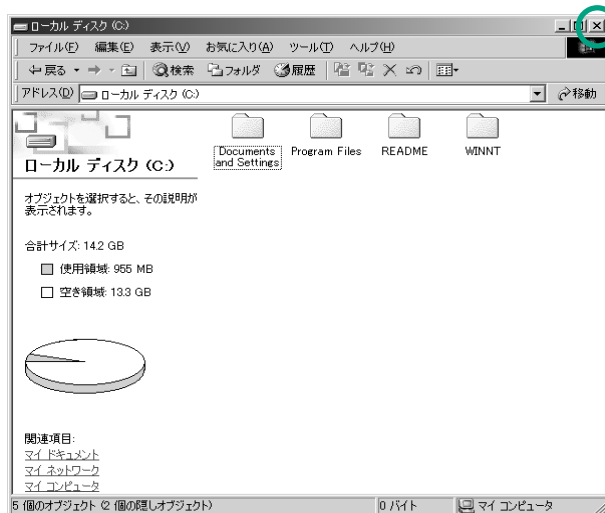 ローカル ディスク (C:)
ファイル(F) 編集(E) 表示(V) お気に入り(A) ツール(T) ヘルプ(H)
戻る 検索 フォルダ 履歴
アドレス(D) ローカル ディスク (C:) 移動
ローカル ディスク (C:)
Documents and Settings
Program Files
README
WINNT
オブジェクトを選択すると、その説明が
表示されます。
合計サイズ: 14.2 GB
使用領域: 955 MB
空き領域: 13.3 GB
関連項目:
マイ ドキュメント
マイ ネットワーク
マイ コンピュータ
5 個のオブジェクト (2 個の隠しオブジェクト) 0 バイト マイ コンピュータ